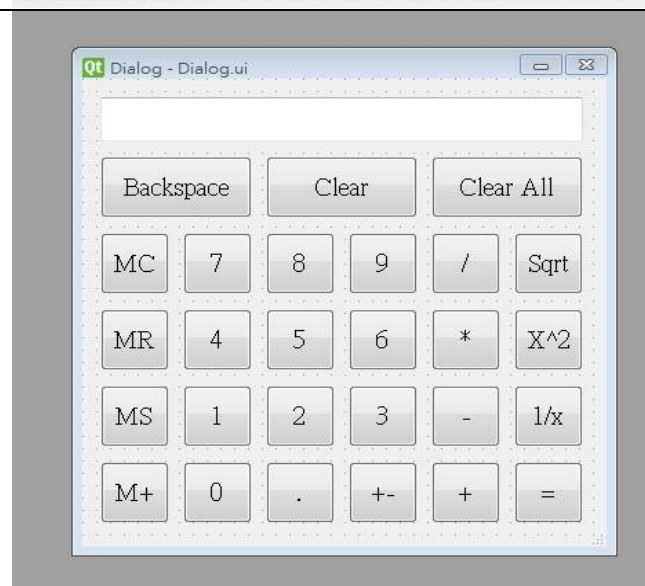 Qt Dialog - Dialog.ui
Backspace Clear Clear All
MC 7 8 9 / Sqrt
MR 4 5 6 * X^2
MS 1 2 3 - 1/x
M+ 0 . +- + =